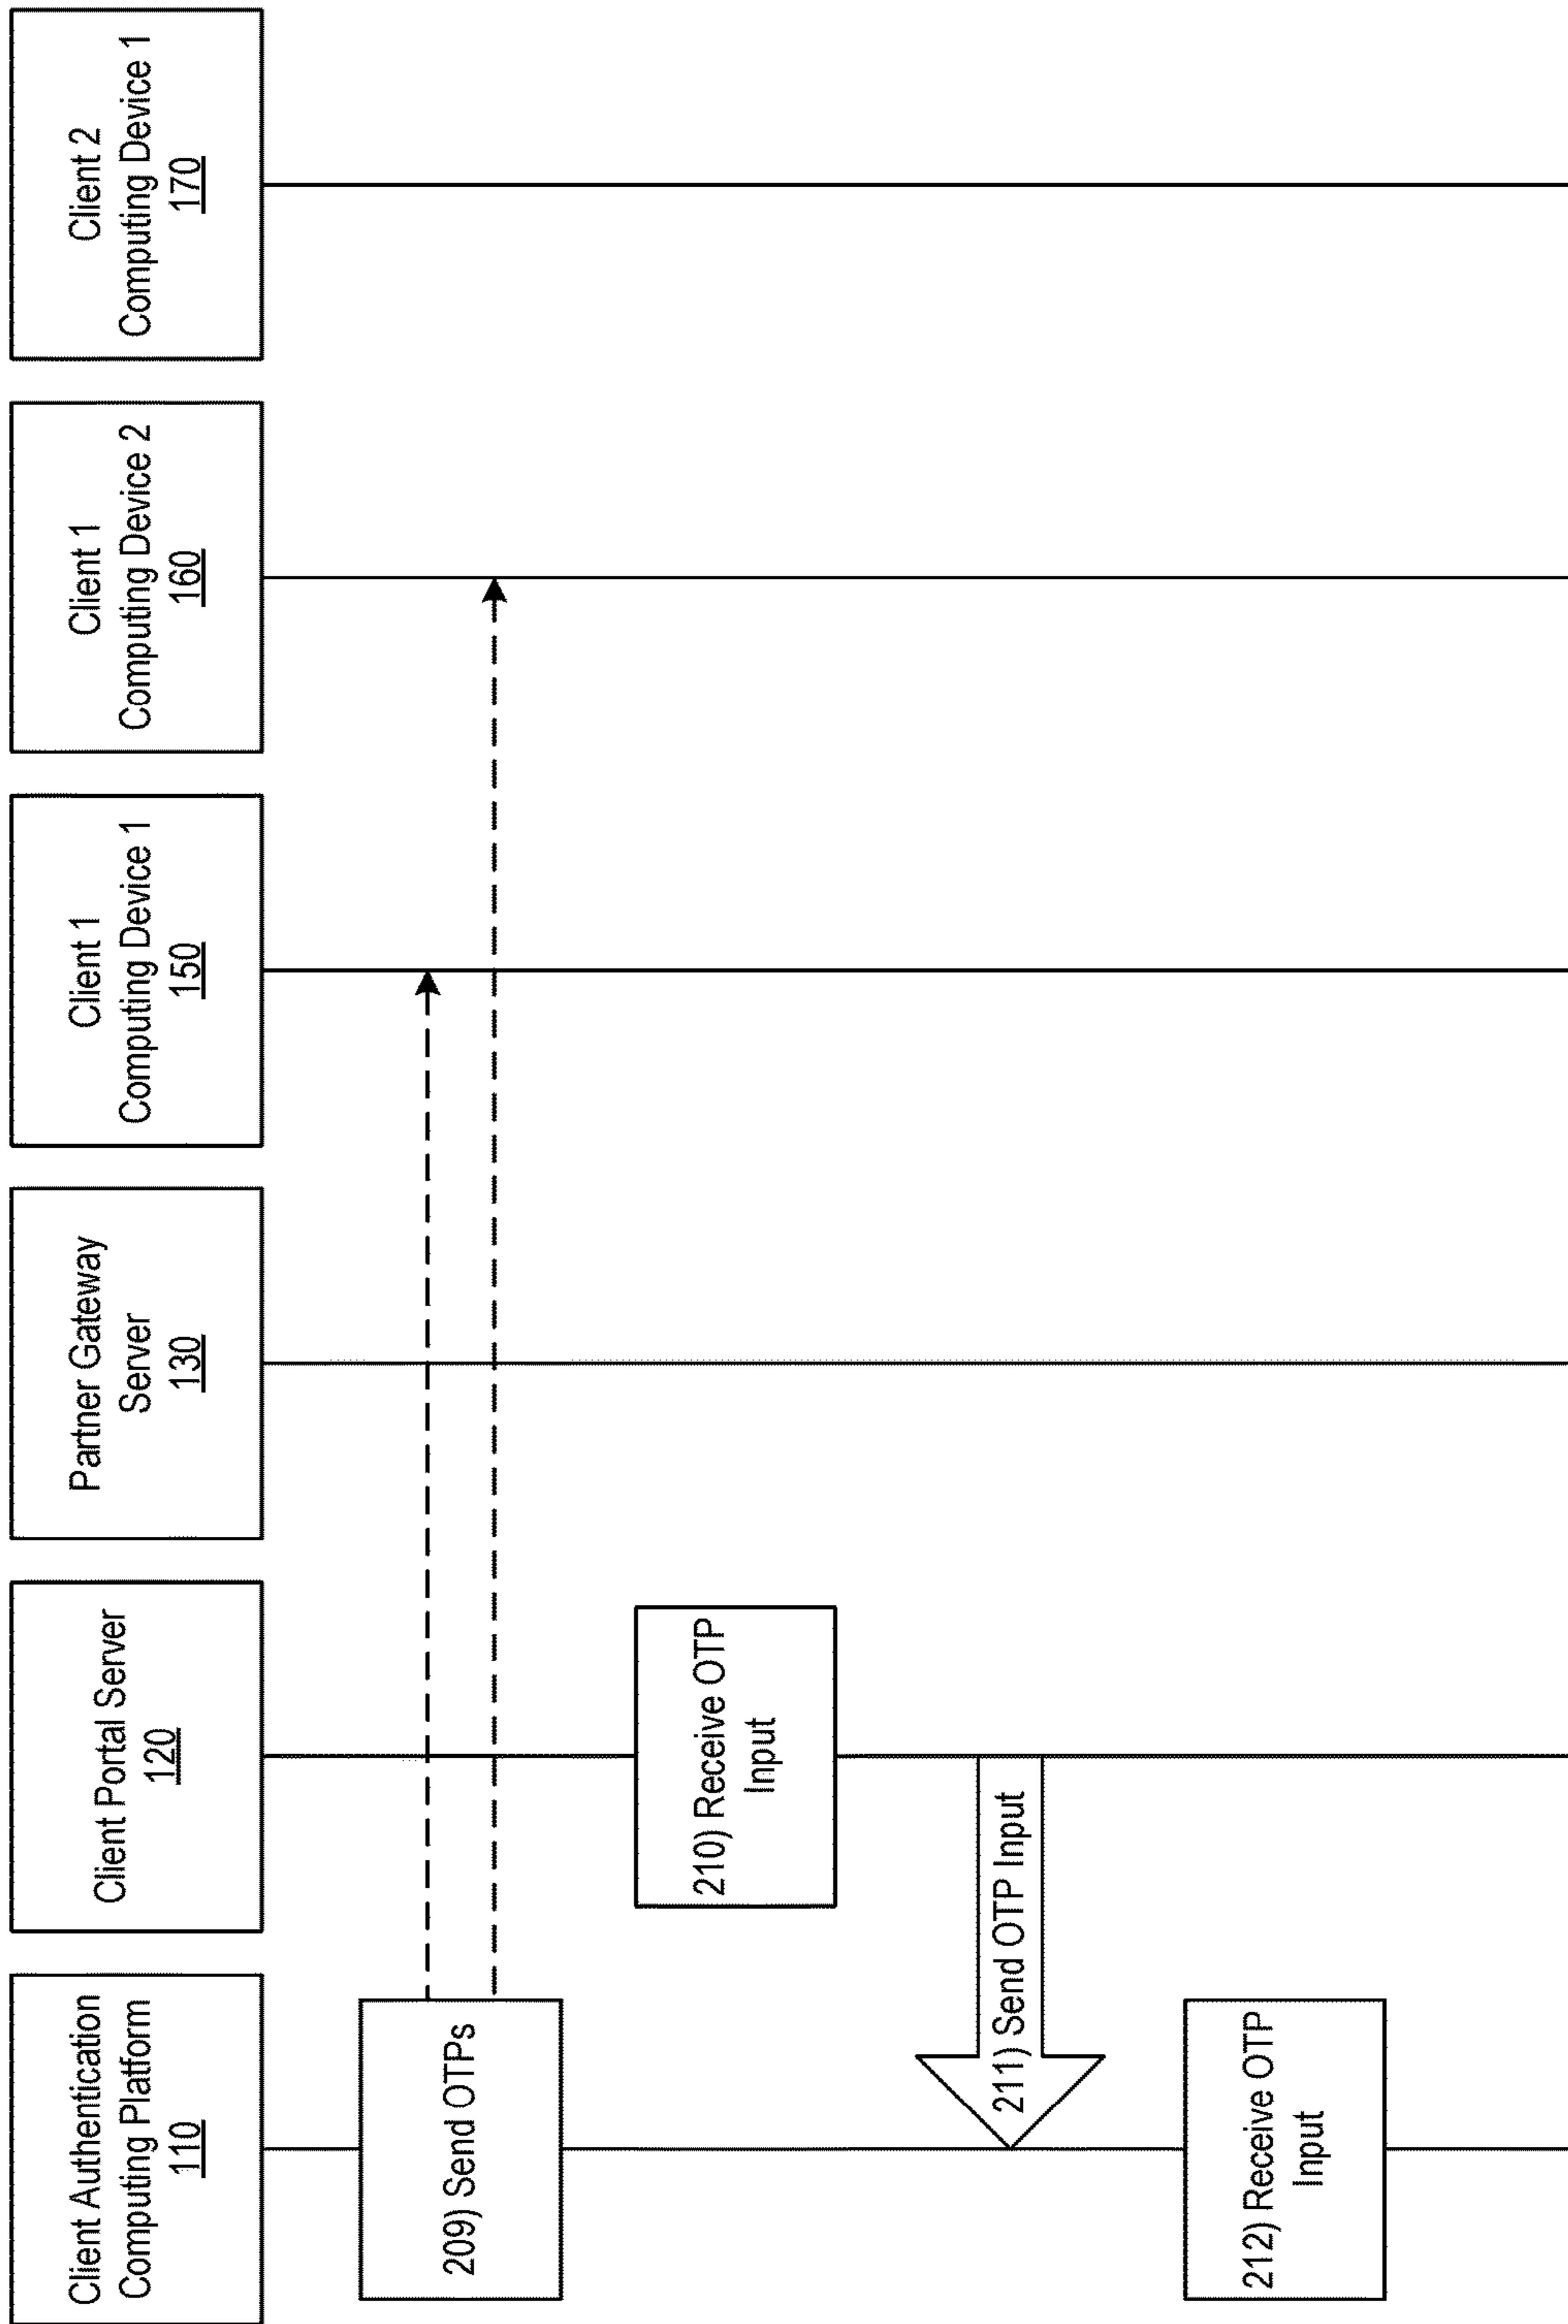 Client Authentication
Computing Platform
110
Client Portal Server
120
Partner Gateway
Server
130
Client 1
Computing Device 1
150
Client 1
Computing Device 2
160
Client 2
Computing Device 1
170
209) Send OTPs
210) Receive OTP
Input
211) Send OTP Input
212) Receive OTP
Input